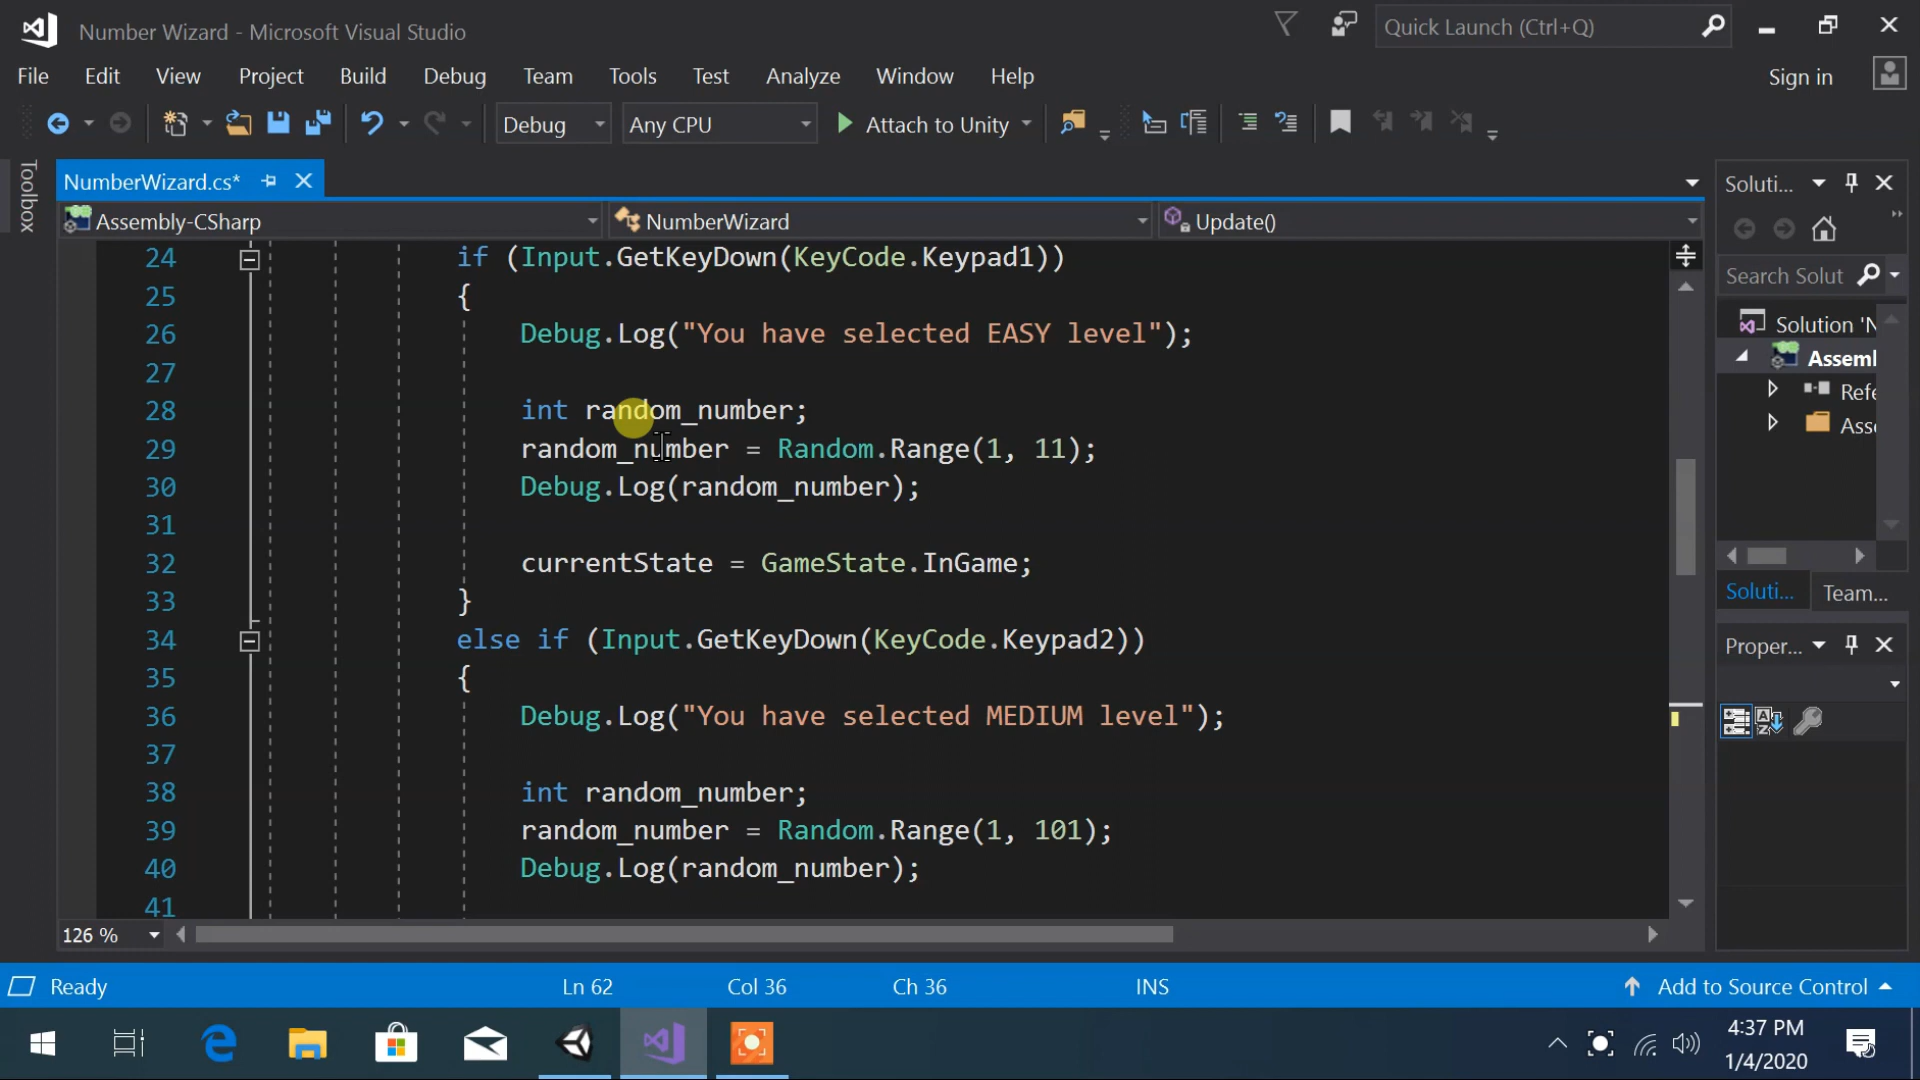 Number Wizard - Microsoft Visual Studio
Quick Launch (Ctrl+Q)
File Edit View Project Build Debug Team Tools Test Analyze Window Help
Sign in
Debug Any CPU Attach to Unity
Toolbox
NumberWizard.cs*
Assembly-CSharp NumberWizard Update()
24 if (Input.GetKeyDown(KeyCode.Keypad1))
25 {
26 Debug.Log("You have selected EASY level");
27
28 int random_number;
29 random_number = Random.Range(1, 11);
30 Debug.Log(random_number);
31
32 currentState = GameState.InGame;
33 }
34 else if (Input.GetKeyDown(KeyCode.Keypad2))
35 {
36 Debug.Log("You have selected MEDIUM level");
37
38 int random_number;
39 random_number = Random.Range(1, 101);
40 Debug.Log(random_number);
41
126 %
Soluti...
Search Solut
Solution 'N
Assembl
Refe
Asse
Soluti... Team...
Proper...
Ready Ln 62 Col 36 Ch 36 INS Add to Source Control
4:37 PM
1/4/2020